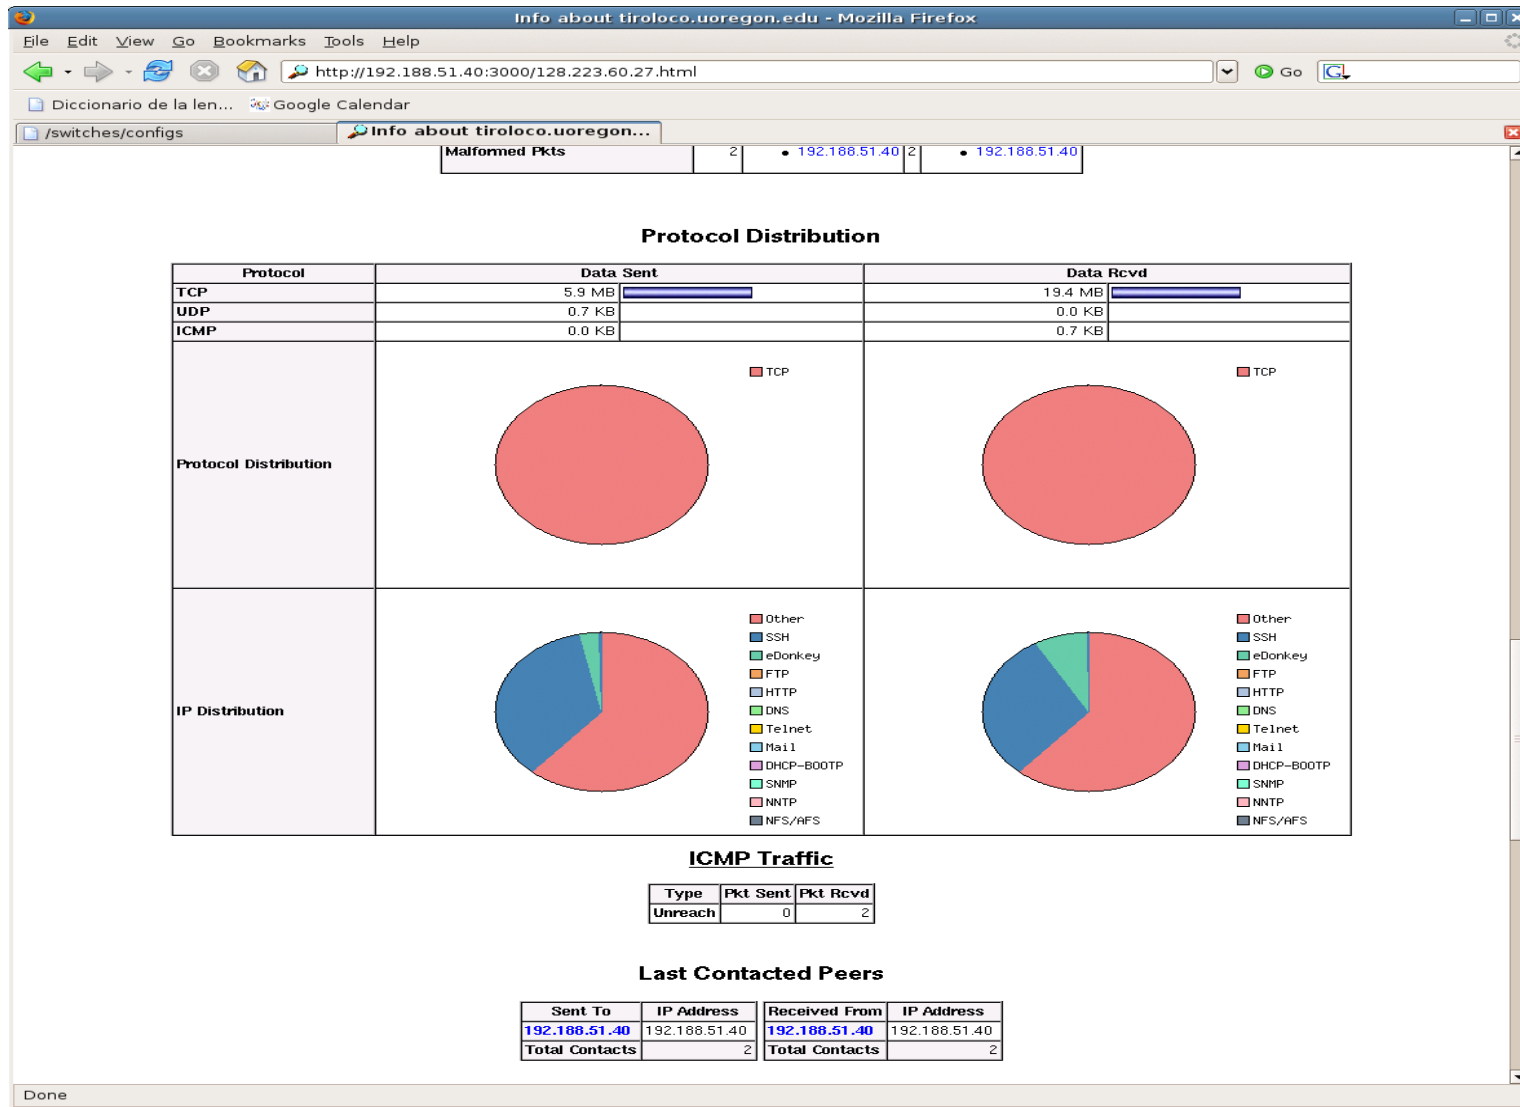 Info about tiroloco.uoregon.edu - Mozilla Firefox
File Edit View Go Bookmarks Tools Help
http://192.188.51.40:3000/128.223.60.27.html Go G
Diccionario de la len... Google Calendar
/switches/configs Info about tiroloco.uoregon...
Malformed Pkts 2 • 192.188.51.40 2 • 192.188.51.40
Protocol Distribution
Protocol Data Sent Data Rcvd
TCP 5.9 MB 19.4 MB
UDP 0.7 KB 0.0 KB
ICMP 0.0 KB 0.7 KB
TCP TCP
Protocol Distribution
Other Other
SSH SSH
eDonkey eDonkey
FTP FTP
HTTP HTTP
IP Distribution DNS DNS
Telnet Telnet
Mail Mail
DHCP-BOOTP DHCP-BOOTP
SNMP SNMP
NNTP NNTP
NFS/AFS NFS/AFS
ICMP Traffic
Type Pkt Sent Pkt Rcvd
Unreach 0 2
Last Contacted Peers
Sent To IP Address Received From IP Address
192.188.51.40 192.188.51.40 192.188.51.40 192.188.51.40
Total Contacts 2 Total Contacts 2
Done